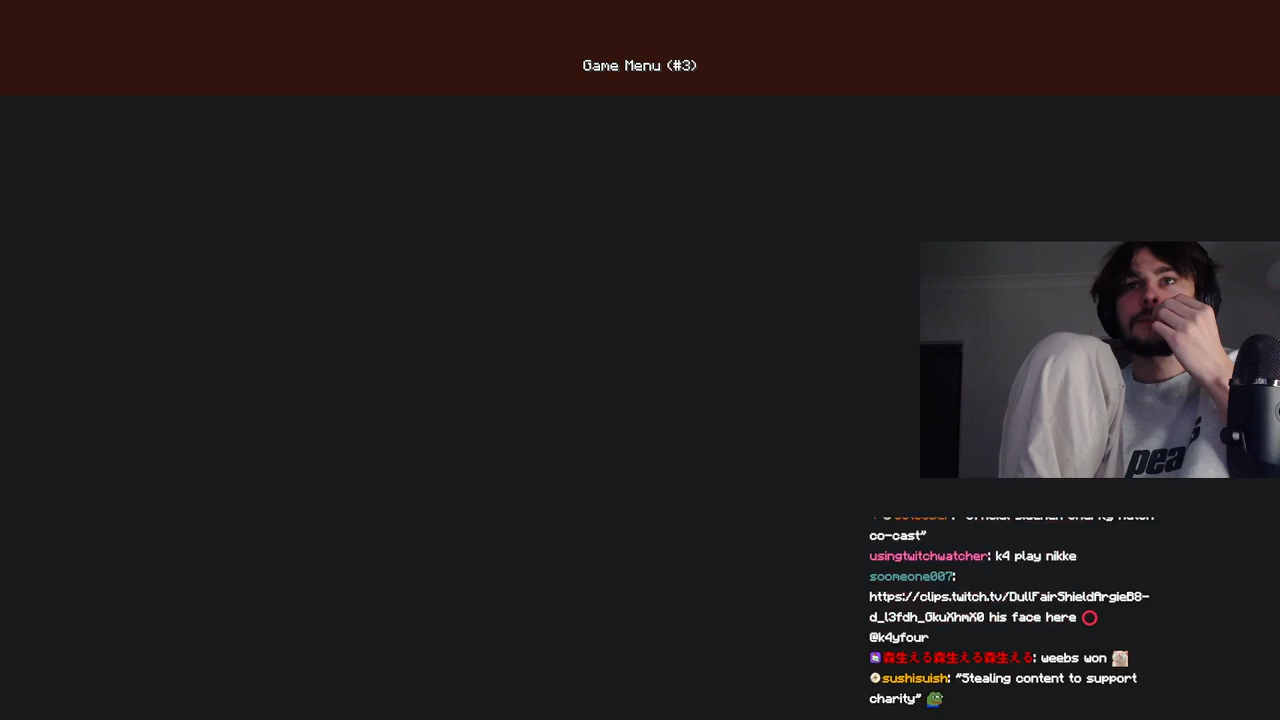 Game Menu (#3)
pea
co-cast"
usingtwitchwatcher: k4 play nikke
soomeone007:
https://clips.twitch.tv/DullFairShieldArgieB8-
d_l3fdh_GkuXhmX0 his face here
@k4yfour
森生える森生える森生える: weebs won
sushisuish: "Stealing content to support
charity"